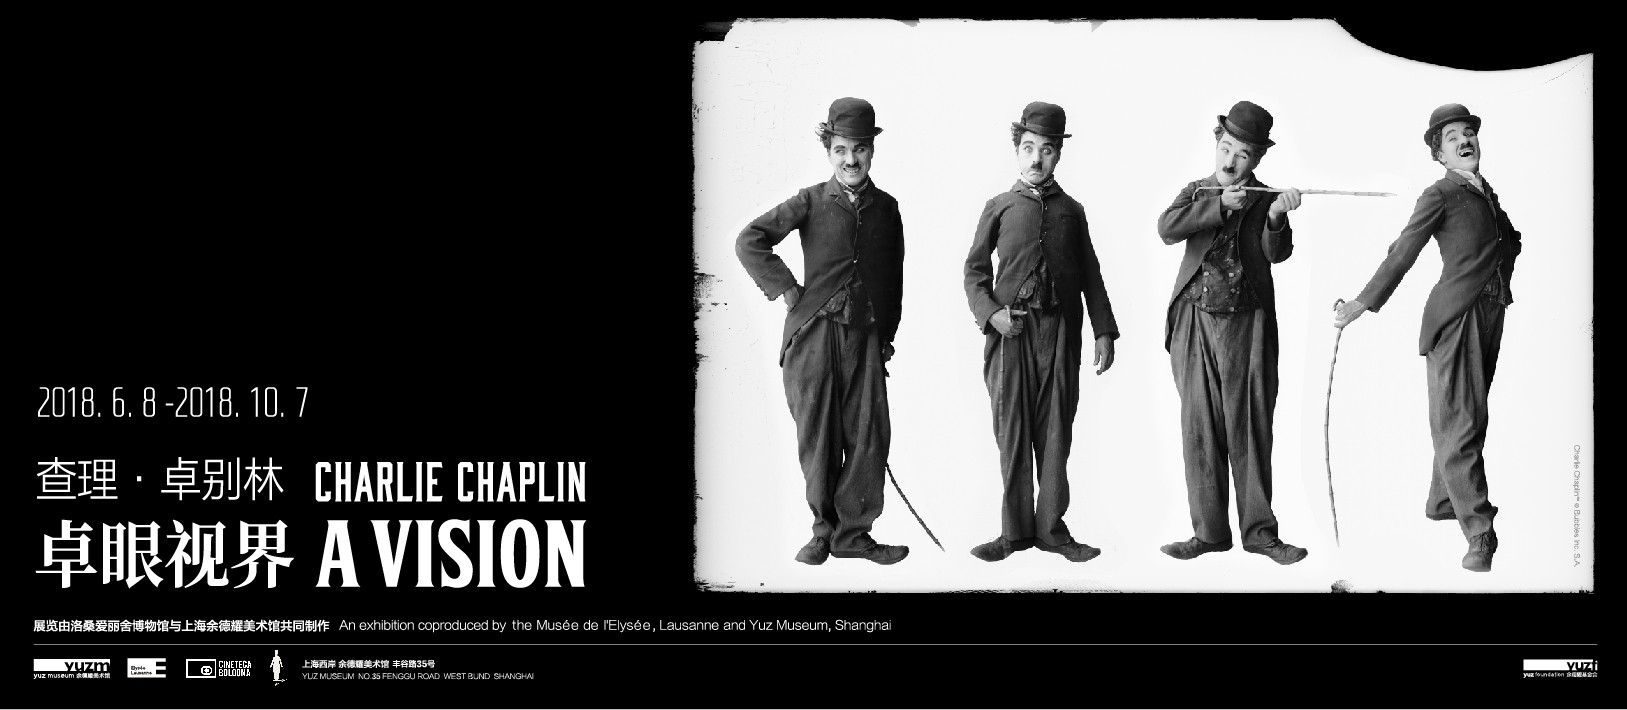 2018. 6. 8 -2018. 10. 7
查理 · 卓别林 CHARLIE CHAPLIN
卓眼视界 A VISION
展览由洛桑爱丽舍博物馆与上海余德耀美术馆共同制作 An exhibition coproduced by the Musée de l'Elysée, Lausanne and Yuz Museum, Shanghai
yuzm
yuz museum 余德耀美术馆
Elysée
Lausanne
CINETECA
BOLOGNA
上海西岸 余德耀美术馆 丰谷路35号
YUZ MUSEUM NO.35 FENGGU ROAD WEST BUND SHANGHAI
yuzf
yuz foundation 余德耀基金会
Charlie Chaplin™ © Bubbles Inc. S.A.